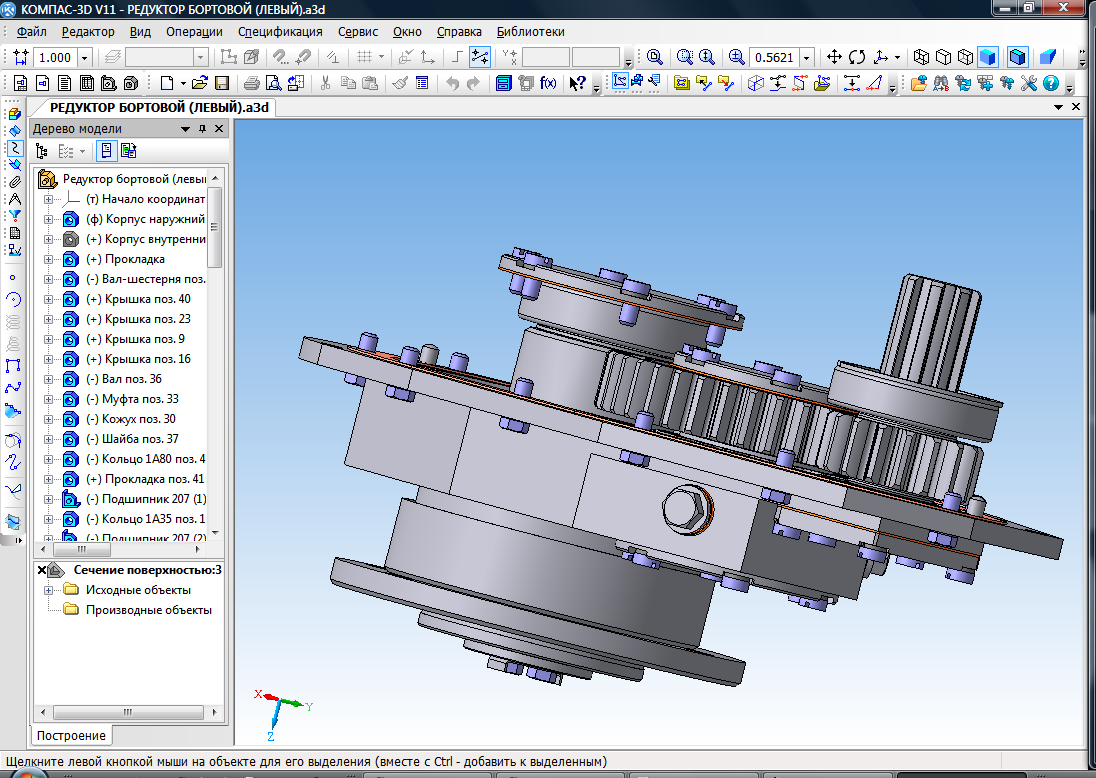 КОМПАС-3D V11 - РЕДУКТОР БОРТОВОЙ (ЛЕВЫЙ).a3d
Файл Редактор Вид Операции Спецификация Сервис Окно Справка Библиотеки
1.000 0.5621
f(x)
РЕДУКТОР БОРТОВОЙ (ЛЕВЫЙ).a3d
Дерево модели
Редуктор бортовой (левы
(т) Начало координат
(ф) Корпус наружний
(+) Корпус внутренни
(+) Прокладка
(-) Вал-шестерня поз.
(+) Крышка поз. 40
(+) Крышка поз. 23
(+) Крышка поз. 9
(+) Крышка поз. 16
(-) Вал поз. 36
(-) Муфта поз. 33
(-) Кожух поз. 30
(-) Шайба поз. 37
(-) Кольцо 1А80 поз. 4
(+) Прокладка поз. 41
(-) Подшипник 207 (1)
(-) Кольцо 1А35 поз. 1
(-) Подшипник 207 (2)
Сечение поверхностью:3
Исходные объекты
Производные объекты
Построение
X
Y
Z
Щелкните левой кнопкой мыши на объекте для его выделения (вместе с Ctrl - добавить к выделенным)